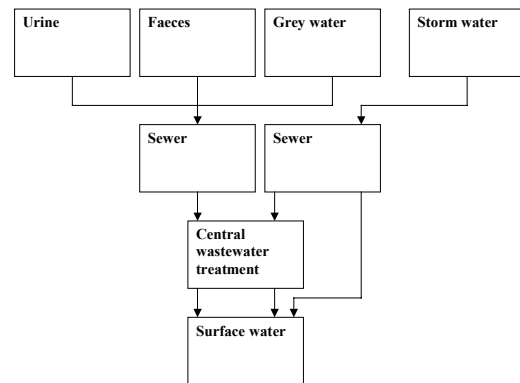 Urine
Faeces
Grey water
Storm water
Sewer
Sewer
Central
wastewater
treatment
Surface water